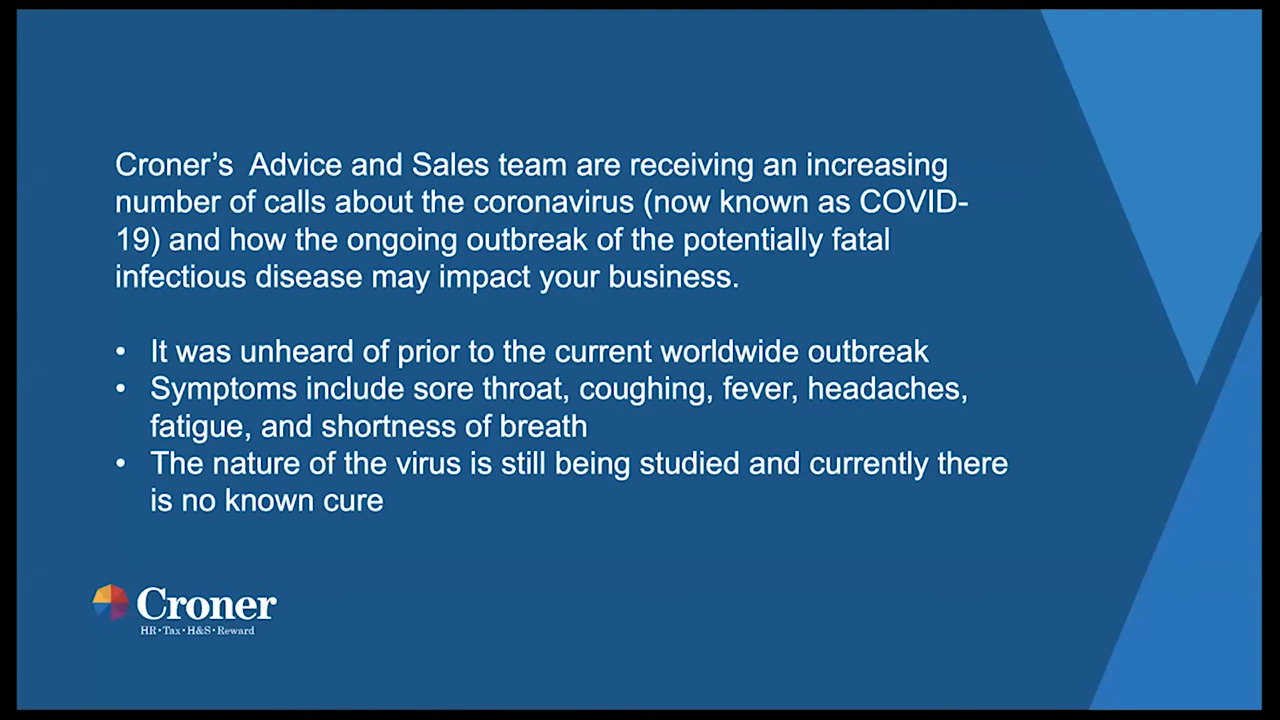 Croner’s  Advice and Sales team are receiving an increasing
number of calls about the coronavirus (now known as COVID-
19) and how the ongoing outbreak of the potentially fatal
infectious disease may impact your business.
• It was unheard of prior to the current worldwide outbreak
• Symptoms include sore throat, coughing, fever, headaches,
fatigue, and shortness of breath
• The nature of the virus is still being studied and currently there
is no known cure
Croner
HR•Tax•H&S•Reward